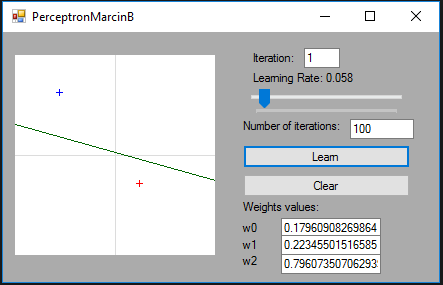 PerceptronMarcinB
Iteration: 1
Learning Rate: 0.058
Number of iterations: 100
Learn
Clear
Weights values:
w0 0.17960908269864
w1 0.22345501516585
w2 0.79607350706293